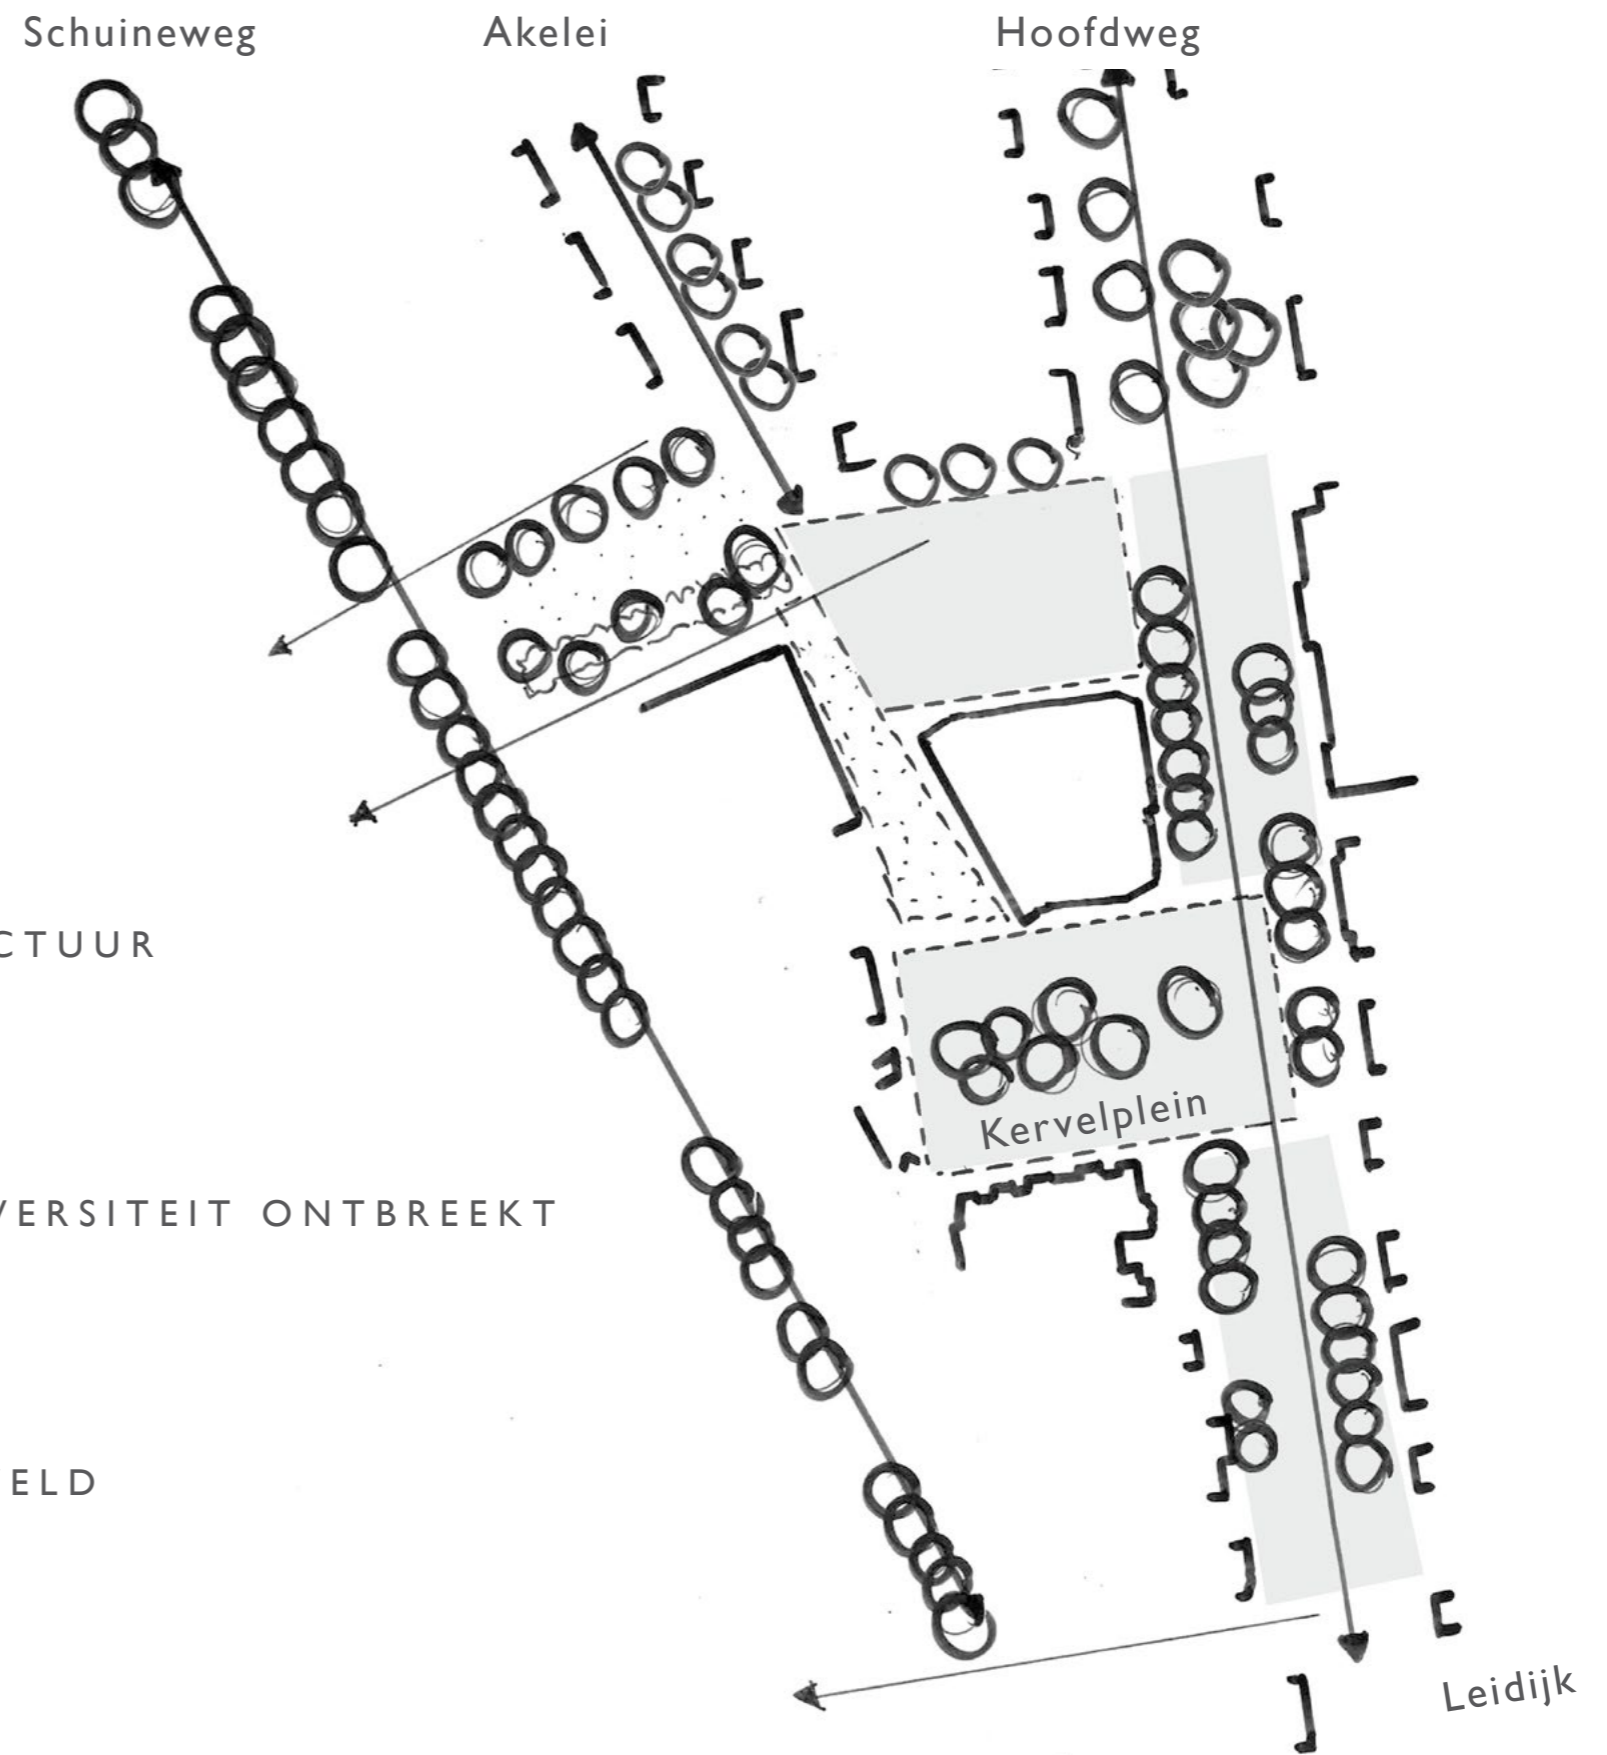 Schuineweg
Akelei
Hoofdweg
CTUUR
Kervelplein
VERSITEIT ONTBREEKT
ELD
Leidijk